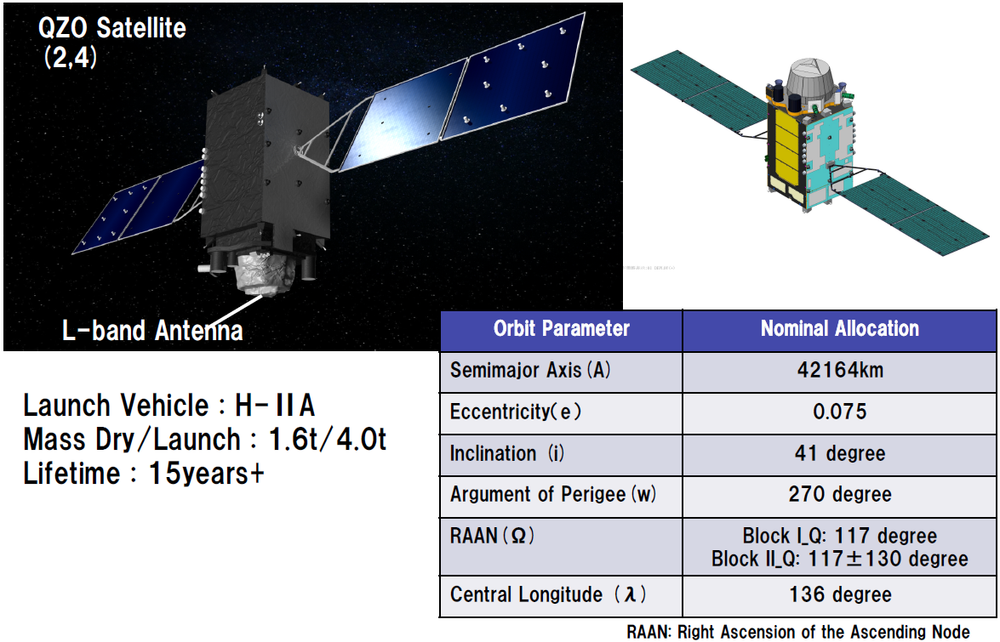 QZO Satellite
(2,4)
L-band Antenna
Launch Vehicle : H-ⅡA
Mass Dry/Launch : 1.6t/4.0t
Lifetime : 15years+
Orbit Parameter Nominal Allocation
Semimajor Axis(A) 42164km
Eccentricity(e) 0.075
Inclination (i) 41 degree
Argument of Perigee(w) 270 degree
RAAN(Ω) Block I_Q: 117 degree
Block II_Q: 117±130 degree
Central Longitude (λ) 136 degree
RAAN: Right Ascension of the Ascending Node